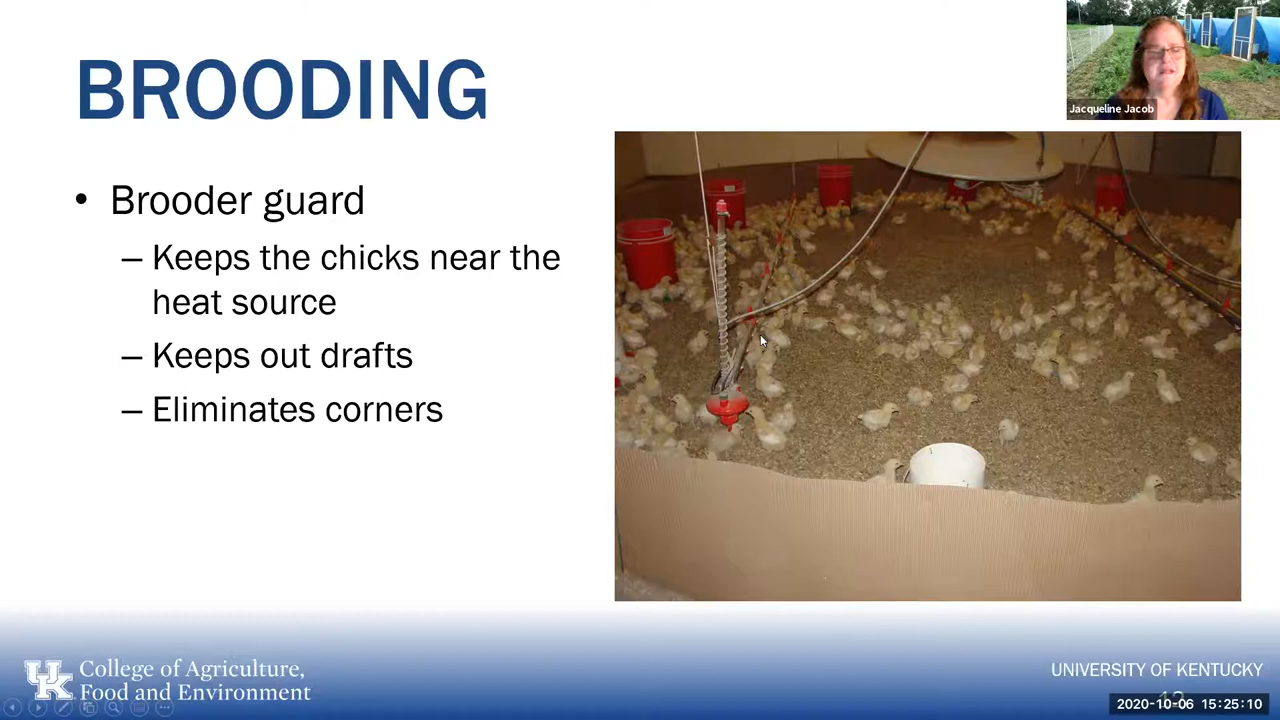 BROODING
Jacqueline Jacob
• Brooder guard
– Keeps the chicks near the
heat source
– Keeps out drafts
– Eliminates corners
UK
College of Agriculture,
Food and Environment
UNIVERSITY OF KENTUCKY
2020-10-06 15:25:10